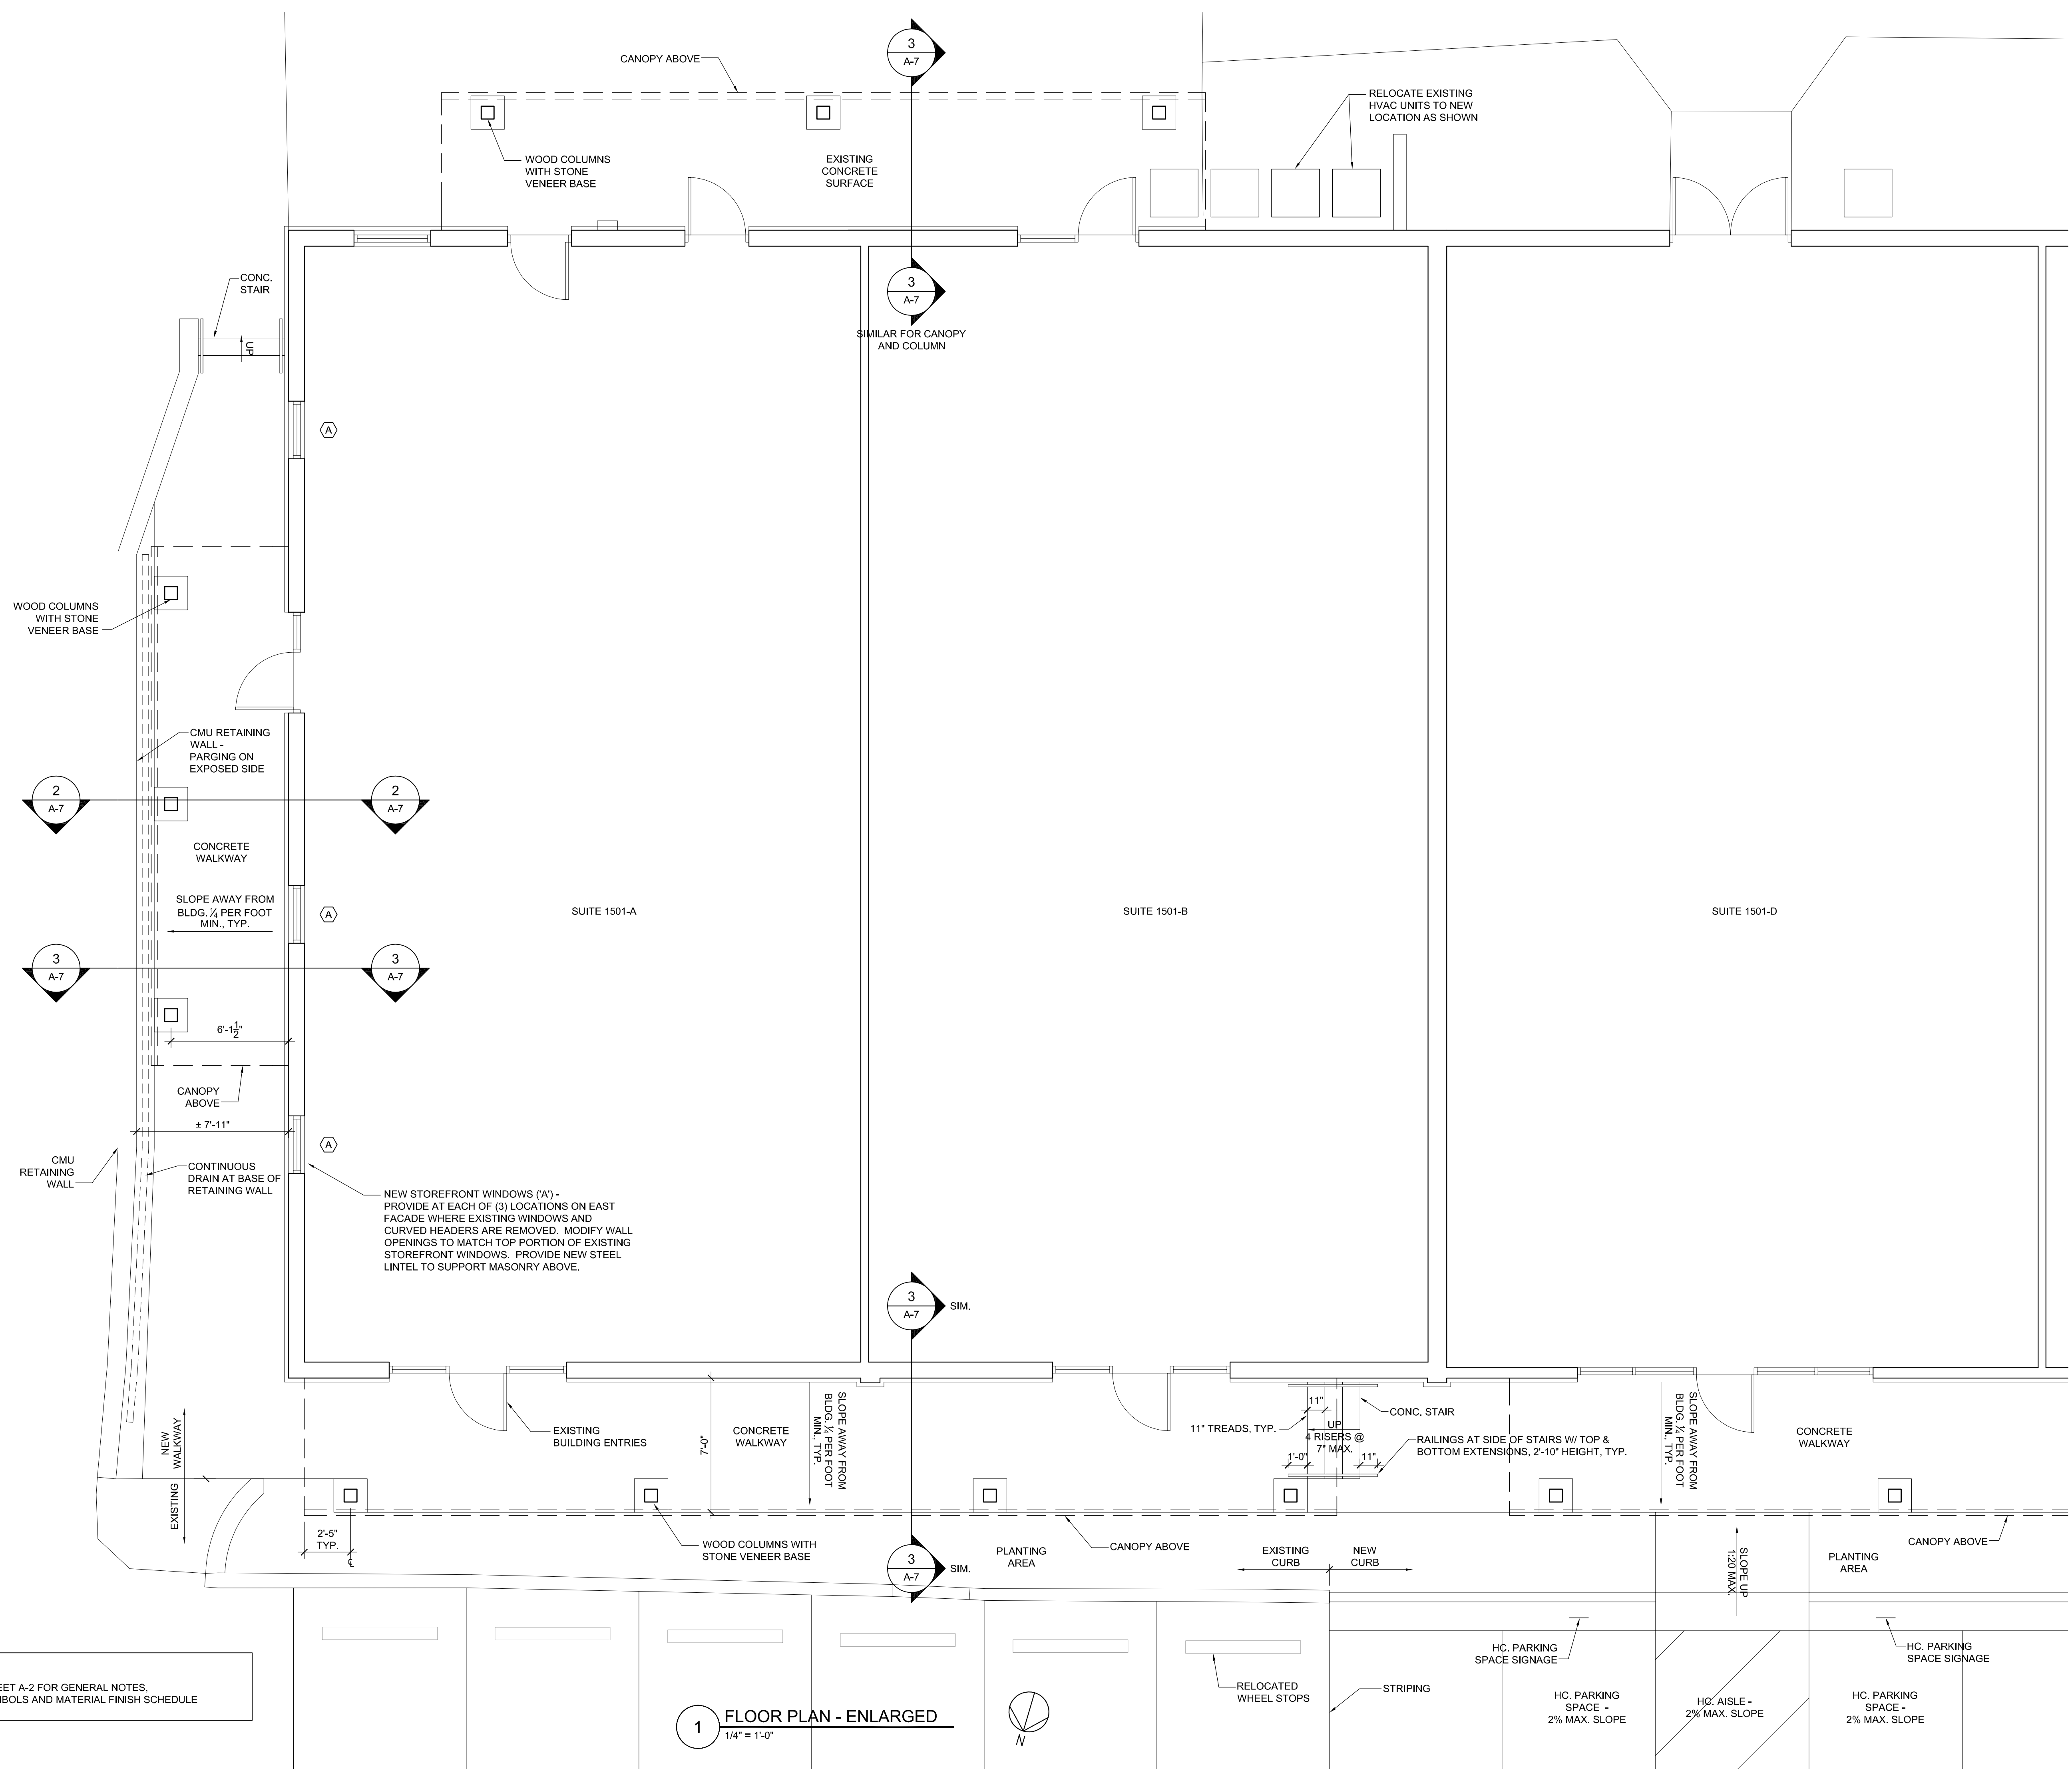 3
A-7
CANOPY ABOVE
RELOCATE EXISTING
HVAC UNITS TO NEW
LOCATION AS SHOWN
WOOD COLUMNS
WITH STONE
VENEER BASE
EXISTING
CONCRETE
SURFACE
CONC.
STAIR
UP
3
A-7
SIMILAR FOR CANOPY
AND COLUMN
A
WOOD COLUMNS
WITH STONE
VENEER BASE
CMU RETAINING
WALL -
PARGING ON
EXPOSED SIDE
2
A-7
2
A-7
CONCRETE
WALKWAY
SLOPE AWAY FROM
BLDG. ¼ PER FOOT
MIN., TYP.
A
SUITE 1501-A
SUITE 1501-B
SUITE 1501-D
3
A-7
3
A-7
6'-1½"
CANOPY
ABOVE
± 7'-11"
A
CMU
RETAINING
WALL
CONTINUOUS
DRAIN AT BASE OF
RETAINING WALL
NEW STOREFRONT WINDOWS ('A') -
PROVIDE AT EACH OF (3) LOCATIONS ON EAST
FACADE WHERE EXISTING WINDOWS AND
CURVED HEADERS ARE REMOVED.  MODIFY WALL
OPENINGS TO MATCH TOP PORTION OF EXISTING
STOREFRONT WINDOWS.  PROVIDE NEW STEEL
LINTEL TO SUPPORT MASONRY ABOVE.
3
A-7
SIM.
NEW
WALKWAY
EXISTING
EXISTING
BUILDING ENTRIES
7'-0"
CONCRETE
WALKWAY
SLOPE AWAY FROM
BLDG. ¼ PER FOOT
MIN., TYP.
11" TREADS, TYP.
11"
UP
4 RISERS @
7" MAX.
1'-0"
11"
CONC. STAIR
RAILINGS AT SIDE OF STAIRS W/ TOP &
BOTTOM EXTENSIONS, 2'-10" HEIGHT, TYP.
SLOPE AWAY FROM
BLDG. ¼ PER FOOT
MIN., TYP.
CONCRETE
WALKWAY
2'-5"
TYP.
℄
WOOD COLUMNS WITH
STONE VENEER BASE
3
A-7
SIM.
PLANTING
AREA
CANOPY ABOVE
EXISTING
CURB
NEW
CURB
SLOPE UP
1:20 MAX.
PLANTING
AREA
CANOPY ABOVE
HC. PARKING
SPACE SIGNAGE
HC. PARKING
SPACE SIGNAGE
RELOCATED
WHEEL STOPS
STRIPING
HC. PARKING
SPACE -
2% MAX. SLOPE
HC. AISLE -
2% MAX. SLOPE
HC. PARKING
SPACE -
2% MAX. SLOPE
EET A-2 FOR GENERAL NOTES,
MBOLS AND MATERIAL FINISH SCHEDULE
1
FLOOR PLAN - ENLARGED
1/4" = 1'-0"
N